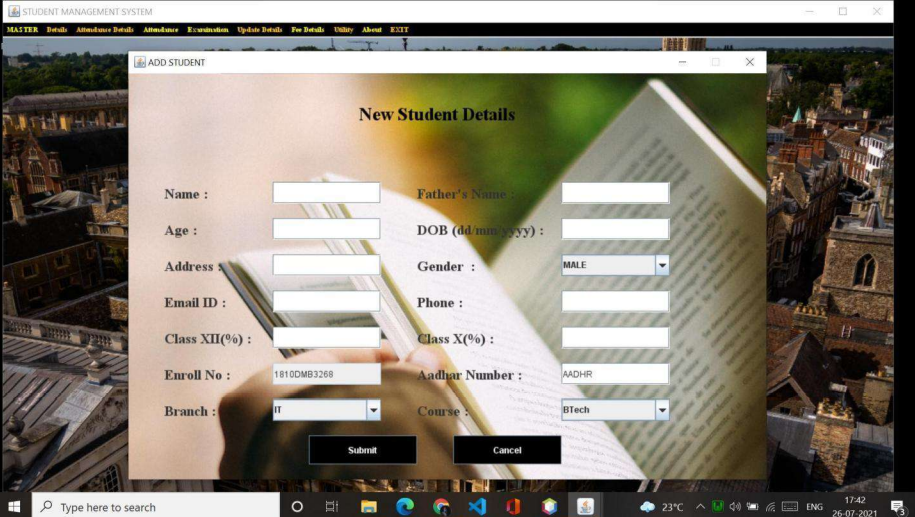 STUDENT MANAGEMENT SYSTEM
MASTER Details Attendance Details Attendance Examination Update Details Fee Details Utility About EXIT
ADD STUDENT
New Student Details
Name : Father's Name :
Age : DOB (dd/mm/yyyy) :
Address : Gender : MALE
Email ID : Phone :
Class XII(%) : Class X(%) :
Enroll No : 1810DMB3268 Aadhar Number : AADHR
Branch : IT Course : BTech
Submit Cancel
Type here to search 23°C ENG 17:42
26-07-2021 3